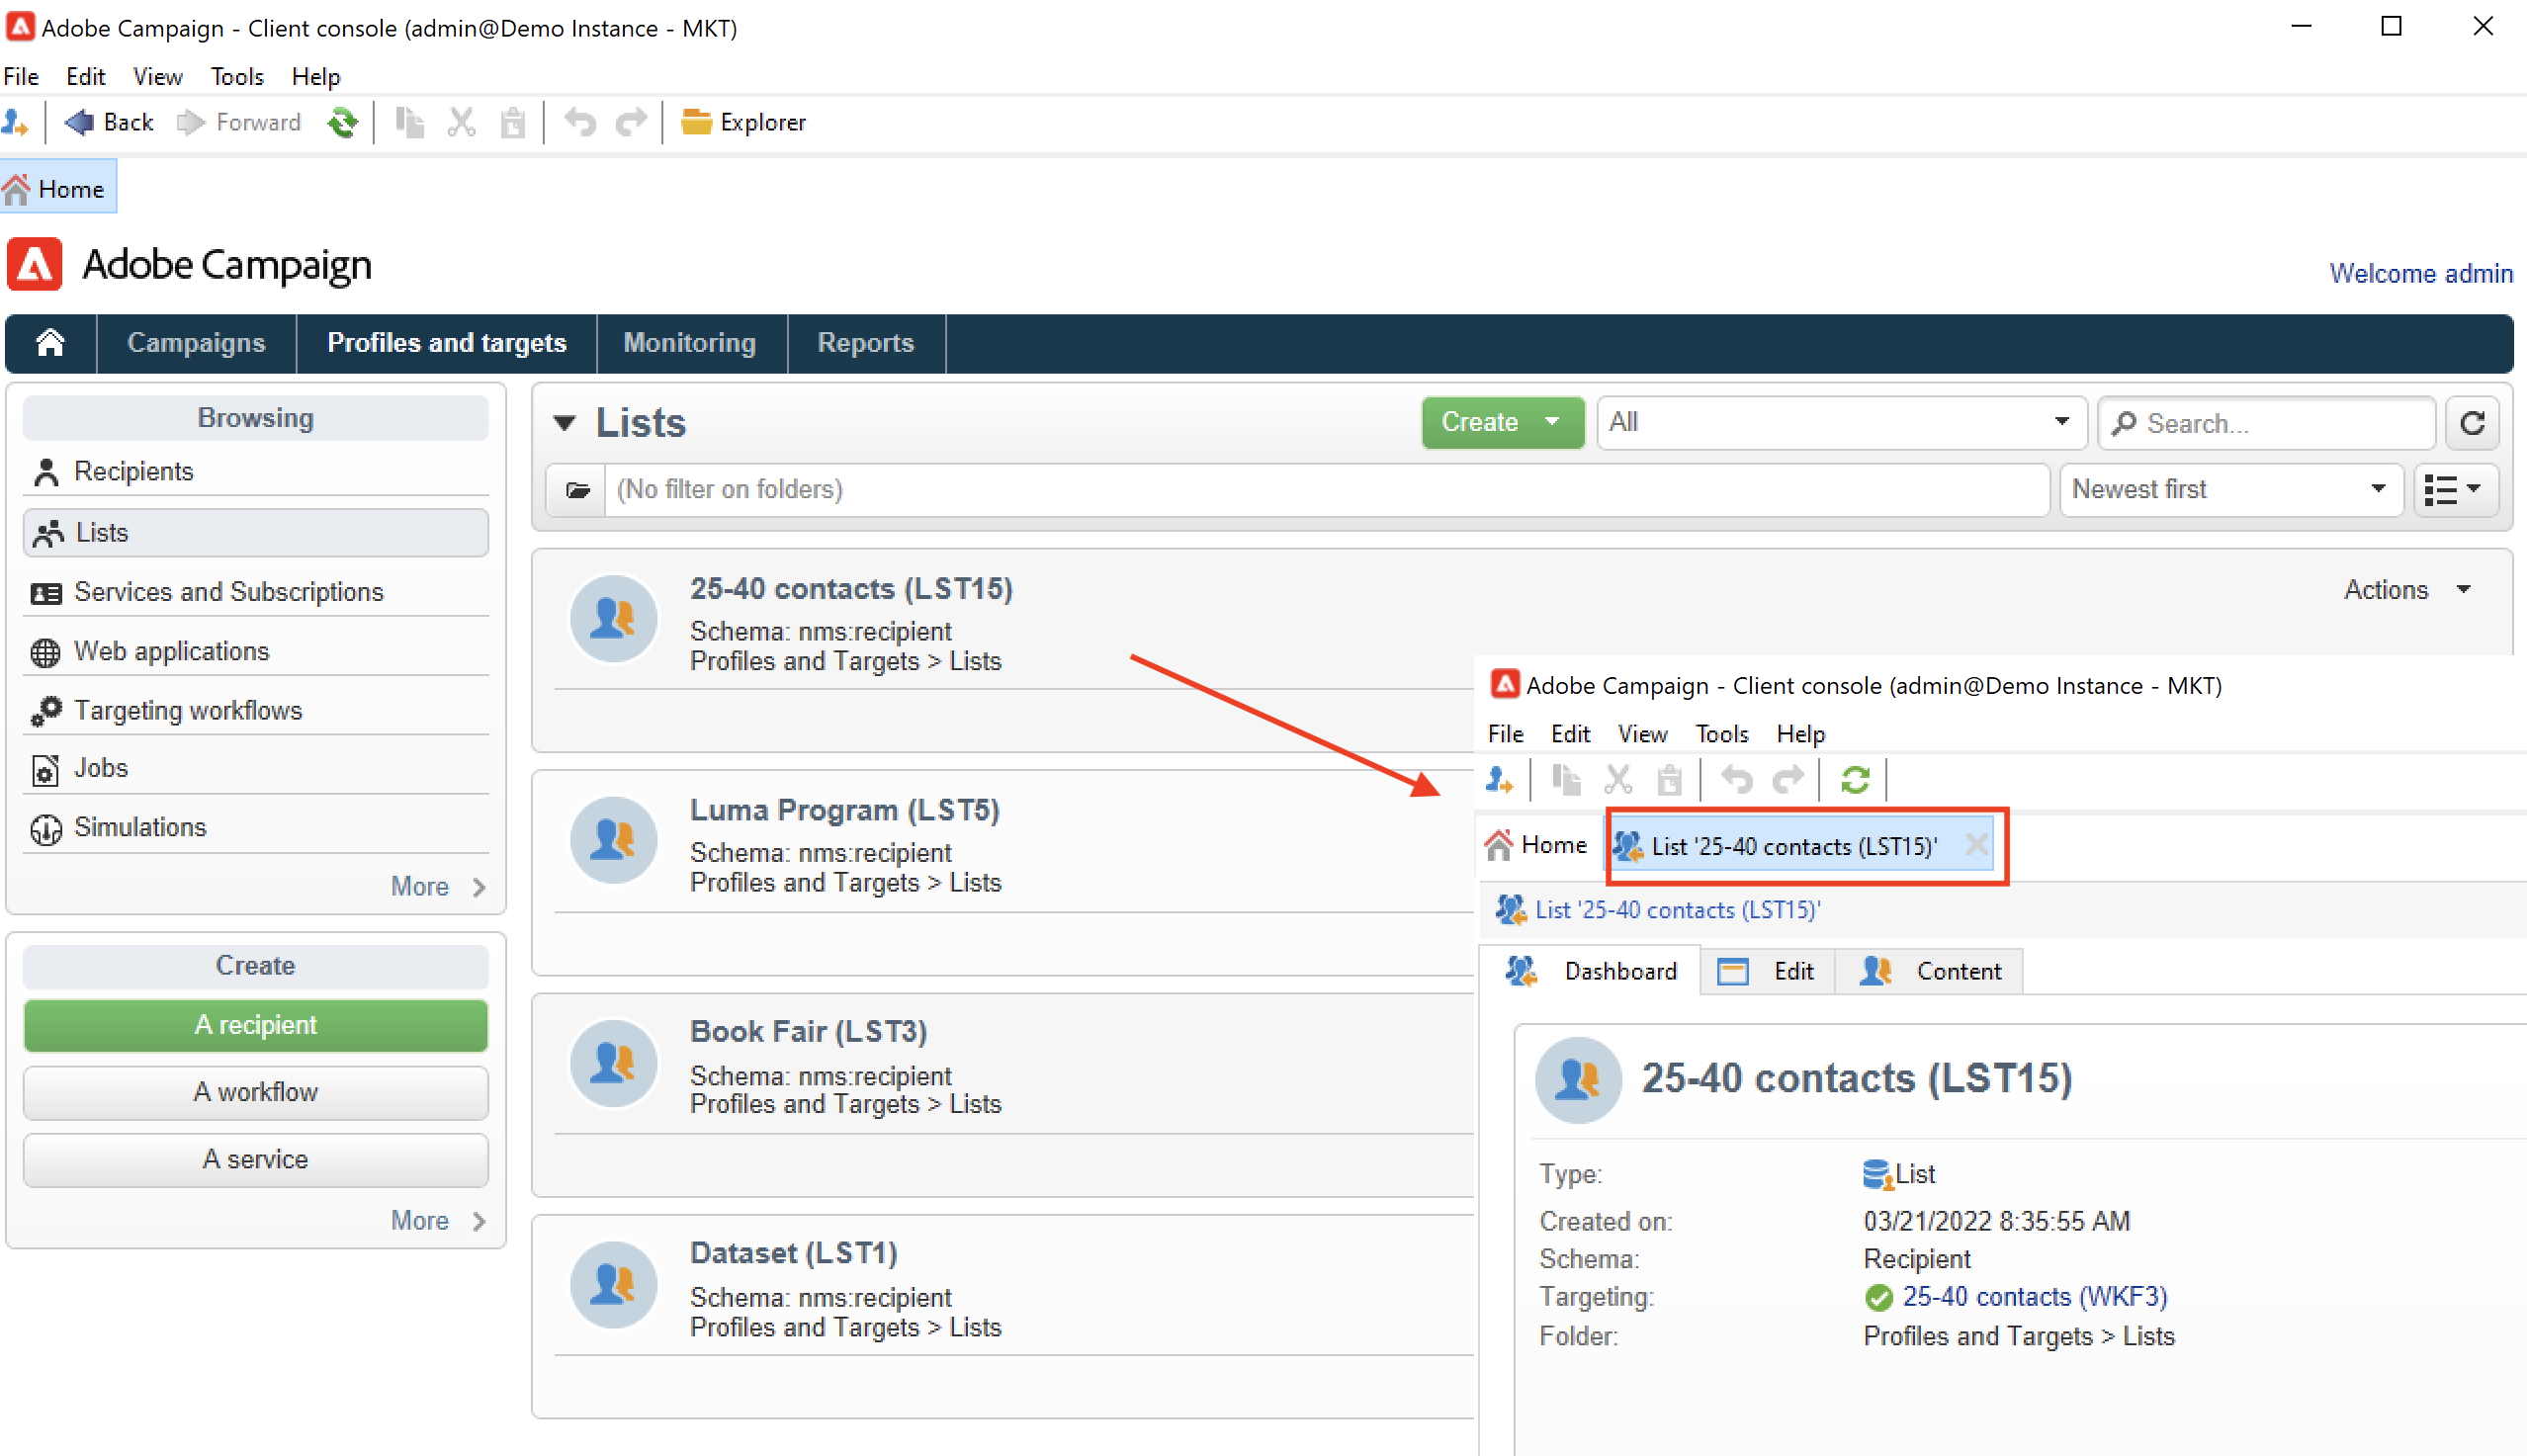 Adobe Campaign - Client console (admin@Demo Instance - MKT)
File Edit View Tools Help
Back Forward Explorer
Home
Adobe Campaign
Welcome admin
Campaigns Profiles and targets Monitoring Reports
Browsing
Recipients
Lists
Services and Subscriptions
Web applications
Targeting workflows
Jobs
Simulations
More
Create
A recipient
A workflow
A service
More
Lists Create All Search...
(No filter on folders) Newest first
25-40 contacts (LST15) Actions
Schema: nms:recipient
Profiles and Targets > Lists
Luma Program (LST5)
Schema: nms:recipient
Profiles and Targets > Lists
Book Fair (LST3)
Schema: nms:recipient
Profiles and Targets > Lists
Dataset (LST1)
Schema: nms:recipient
Profiles and Targets > Lists
Adobe Campaign - Client console (admin@Demo Instance - MKT)
File Edit View Tools Help
Home List '25-40 contacts (LST15)'
List '25-40 contacts (LST15)'
Dashboard Edit Content
25-40 contacts (LST15)
Type: List
Created on: 03/21/2022 8:35:55 AM
Schema: Recipient
Targeting: 25-40 contacts (WKF3)
Folder: Profiles and Targets > Lists